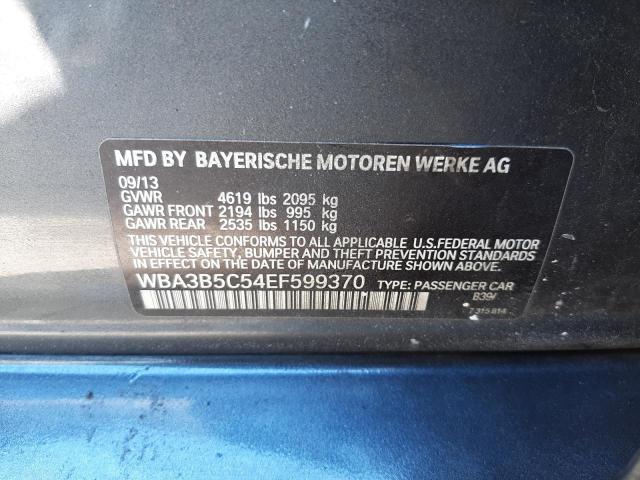 MFD BY BAYERISCHE MOTOREN WERKE AG
09/13
GVWR 4619 lbs 2095 kg
GAWR FRONT 2194 lbs 995 kg
GAWR REAR 2535 lbs 1150 kg
THIS VEHICLE CONFORMS TO ALL APPLICABLE U.S.FEDERAL MOTOR
VEHICLE SAFETY, BUMPER AND THEFT PREVENTION STANDARDS
IN EFFECT ON THE DATE OF MANUFACTURE SHOWN ABOVE.
WBA3B5C54EF599370 TYPE: PASSENGER CAR
B39/
7315814